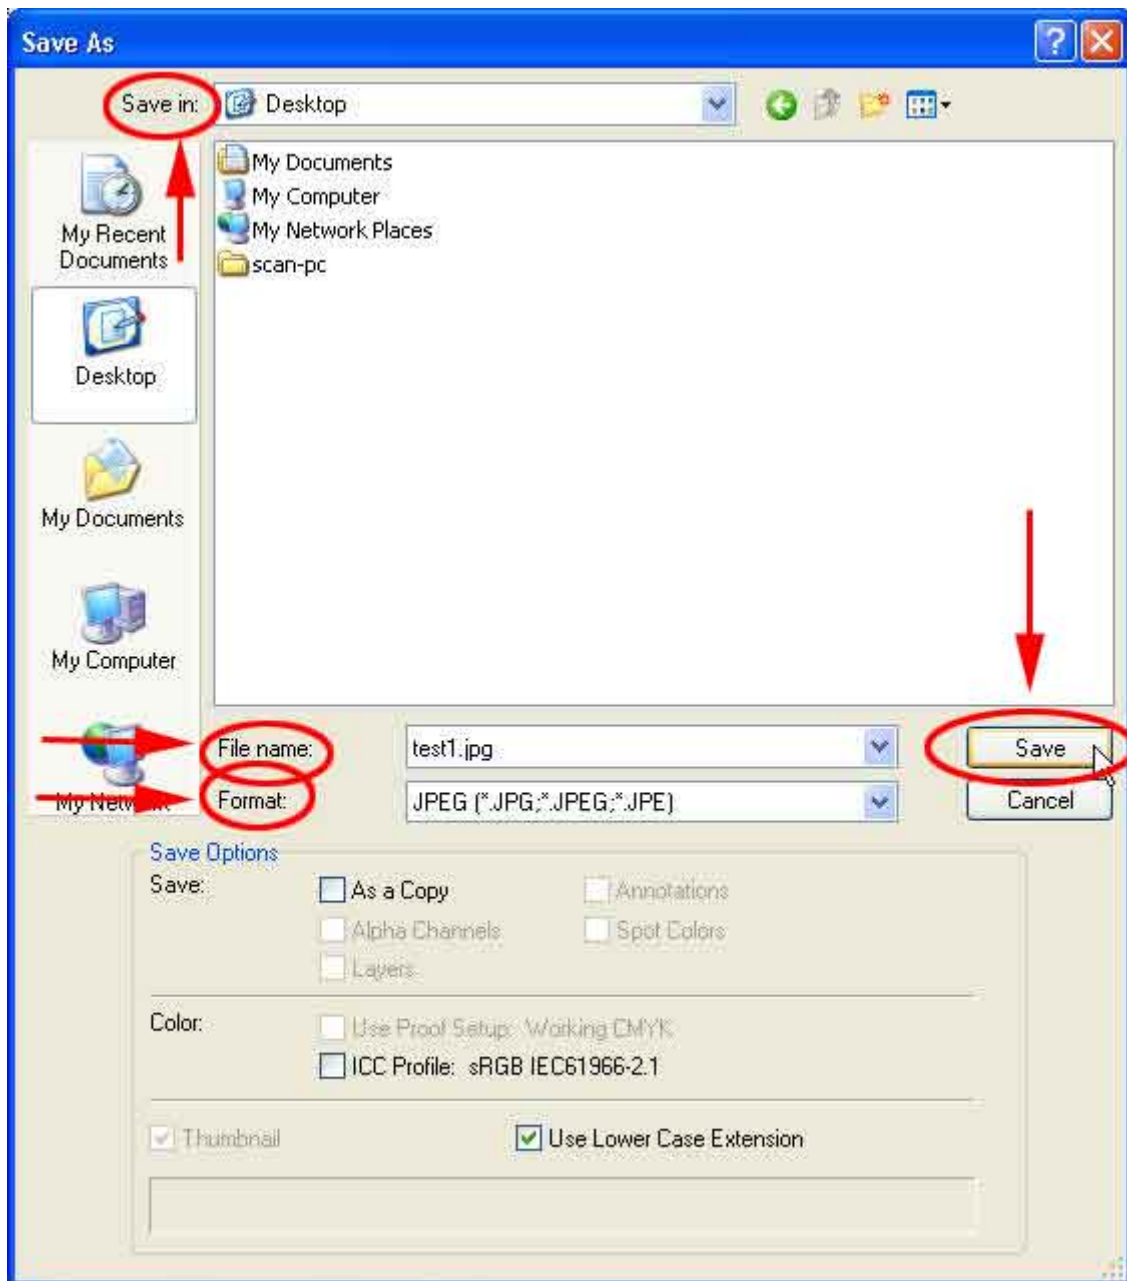 Save As
Save in: Desktop
My Documents
My Computer
My Network Places
scan-pc
My Recent
Documents
Desktop
My Documents
My Computer
My Network
File name: test1.jpg Save
Format: JPEG (*.JPG;*.JPEG;*.JPE) Cancel
Save Options
Save: As a Copy Annotations
Alpha Channels Spot Colors
Layers
Color: Use Proof Setup: Working CMYK
ICC Profile: sRGB IEC61966-2.1
Thumbnail Use Lower Case Extension